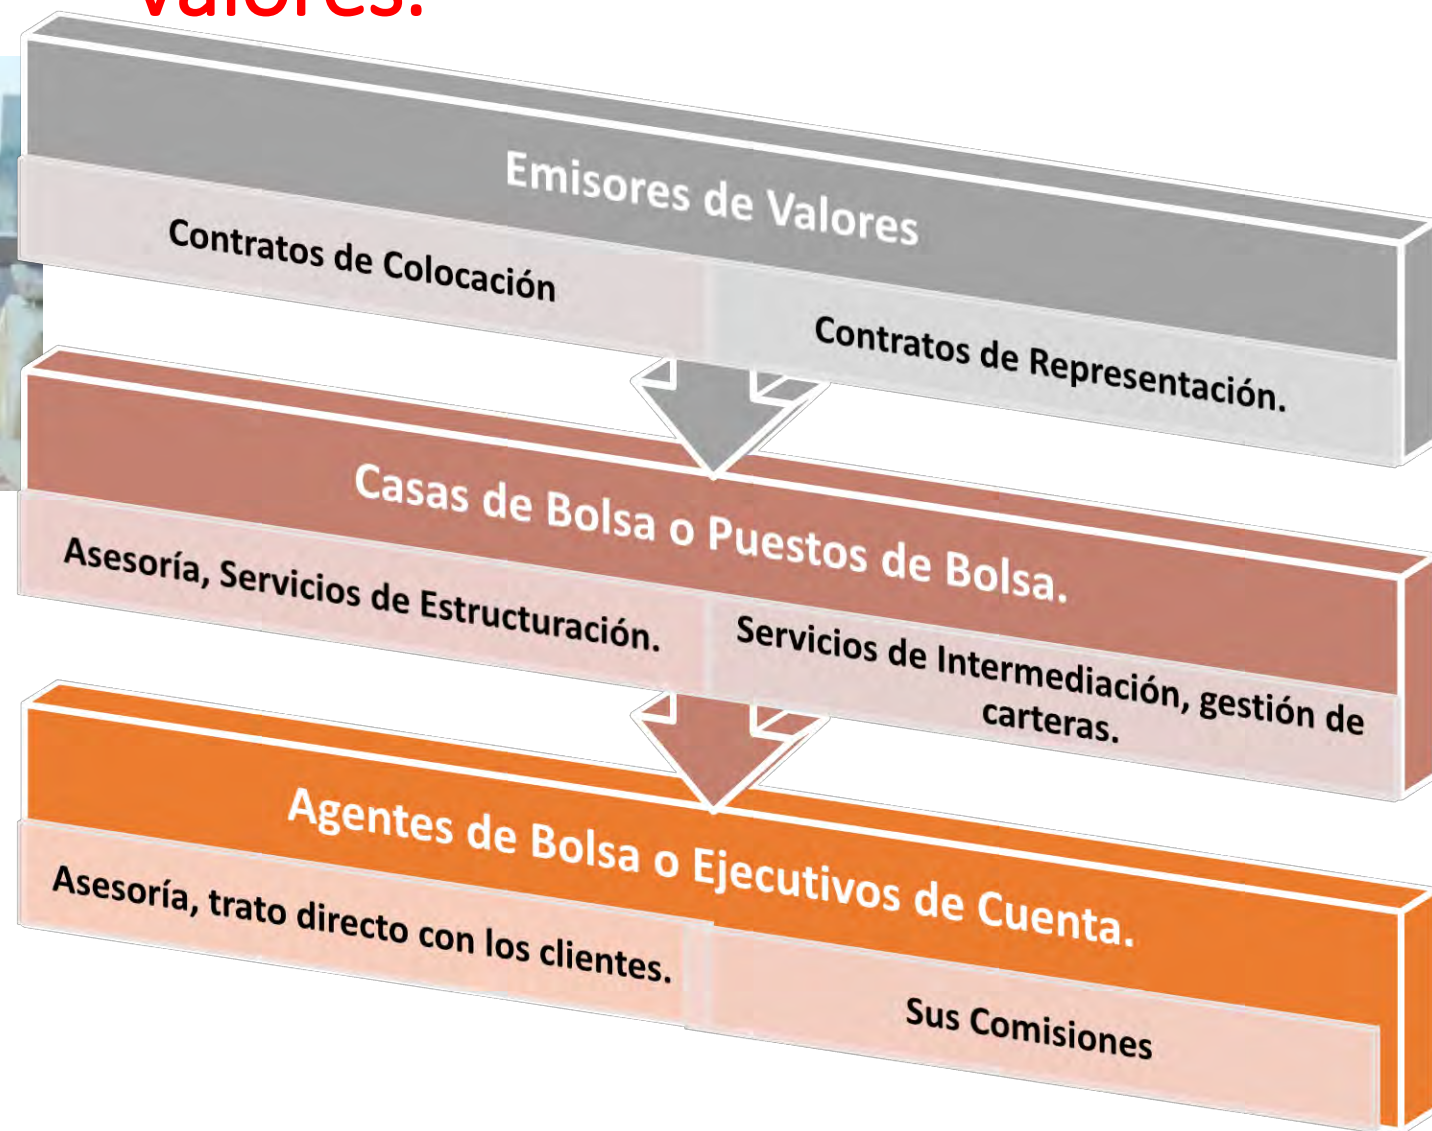 valores.
Emisores de Valores
Contratos de Colocación
Contratos de Representación.
Casas de Bolsa o Puestos de Bolsa.
Asesoría, Servicios de Estructuración.
Servicios de Intermediación, gestión de
carteras.
Agentes de Bolsa o Ejecutivos de Cuenta.
Asesoría, trato directo con los clientes.
Sus Comisiones